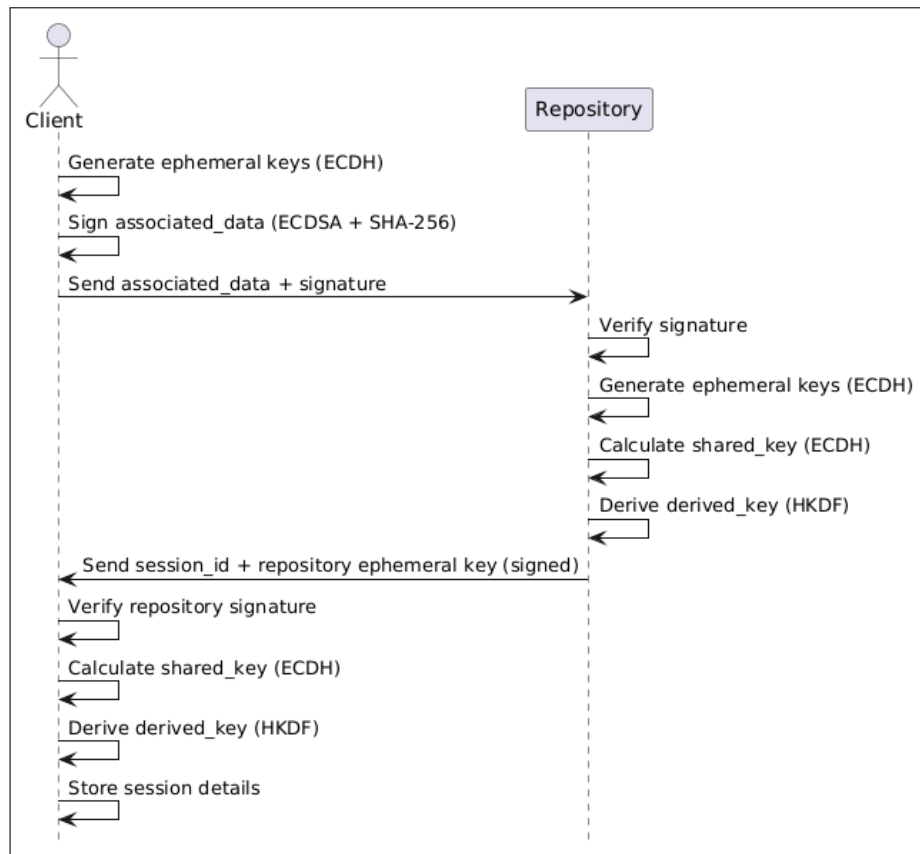 Client
Repository
Generate ephemeral keys (ECDH)
Sign associated_data (ECDSA + SHA-256)
Send associated_data + signature
Verify signature
Generate ephemeral keys (ECDH)
Calculate shared_key (ECDH)
Derive derived_key (HKDF)
Send session_id + repository ephemeral key (signed)
Verify repository signature
Calculate shared_key (ECDH)
Derive derived_key (HKDF)
Store session details